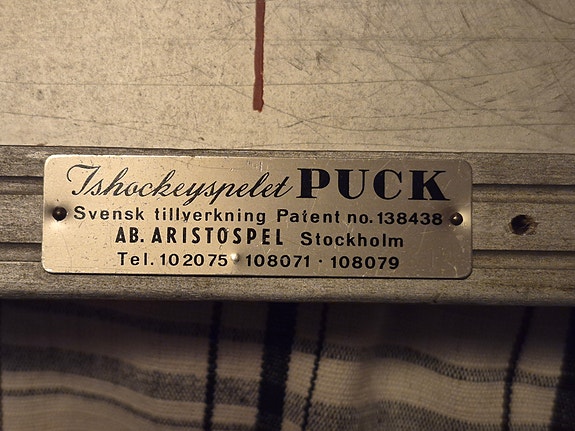 Ishockeyspelet PUCK
Svensk tillverkning Patent no. 138438
AB. ARISTOSPEL Stockholm
Tel. 102075 · 108071 · 108079